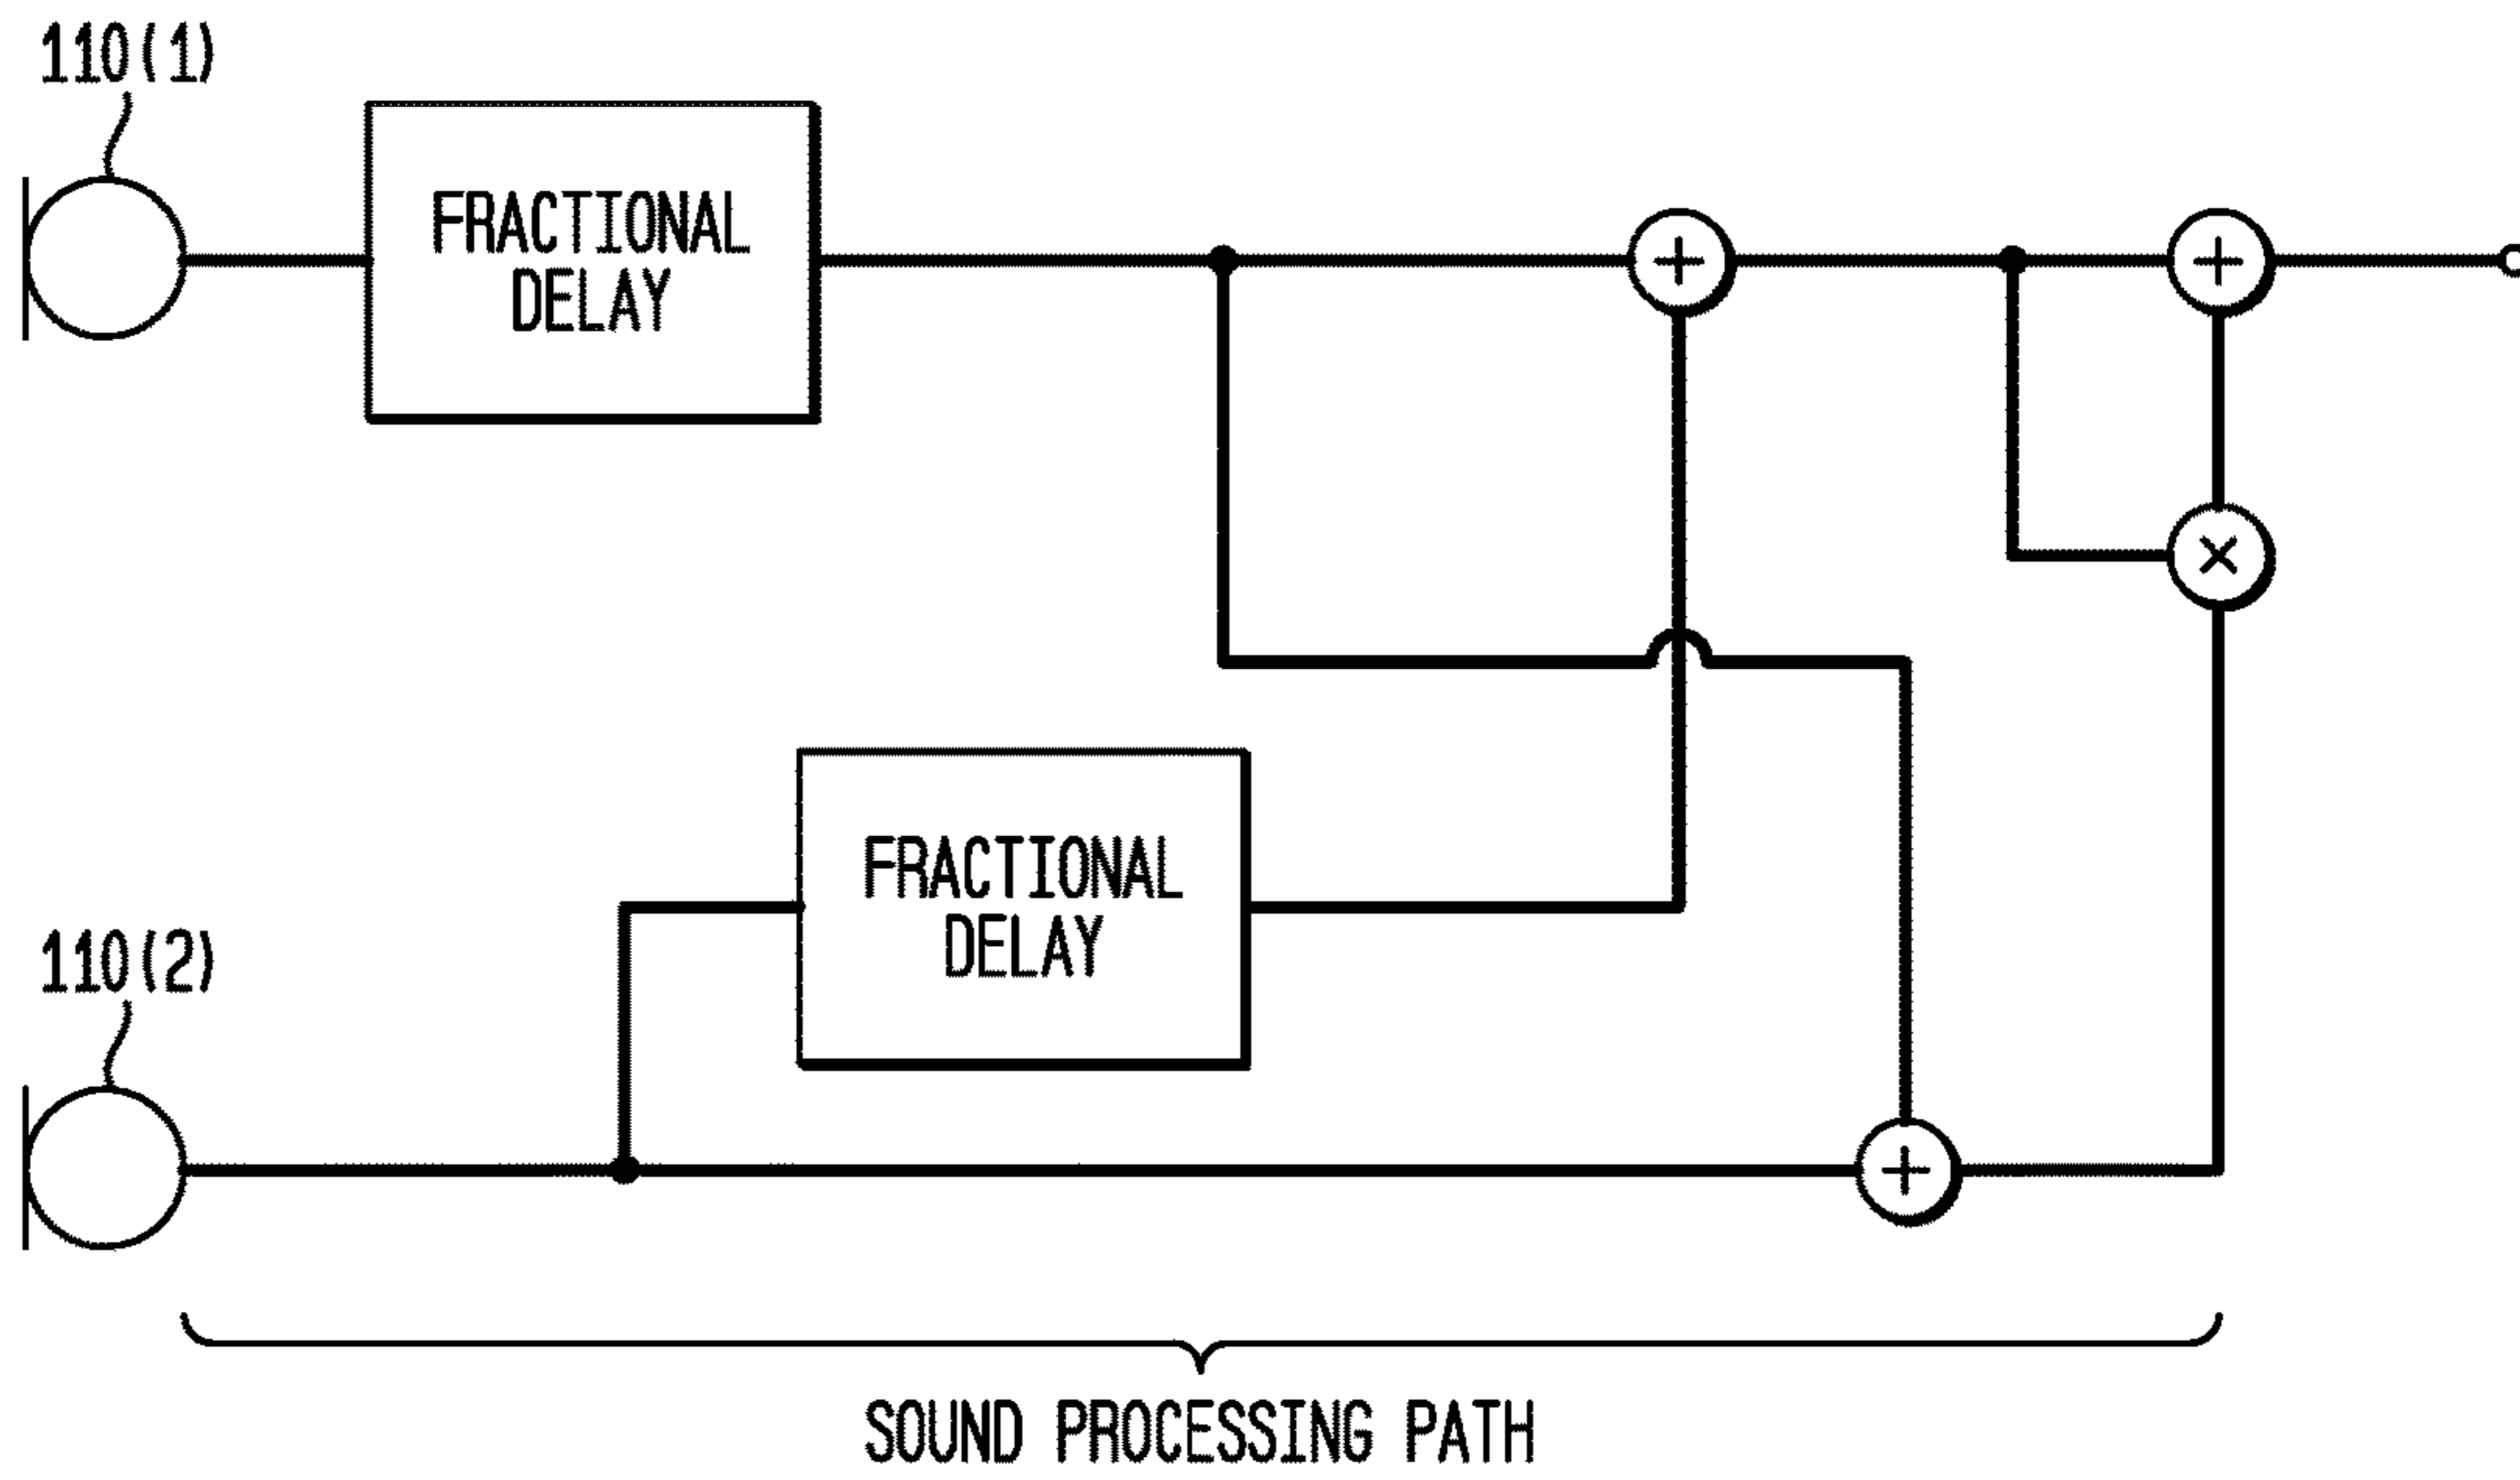 110(1)
FRACTIONAL
DELAY
+
+
×
FRACTIONAL
DELAY
110(2)
+
SOUND PROCESSING PATH